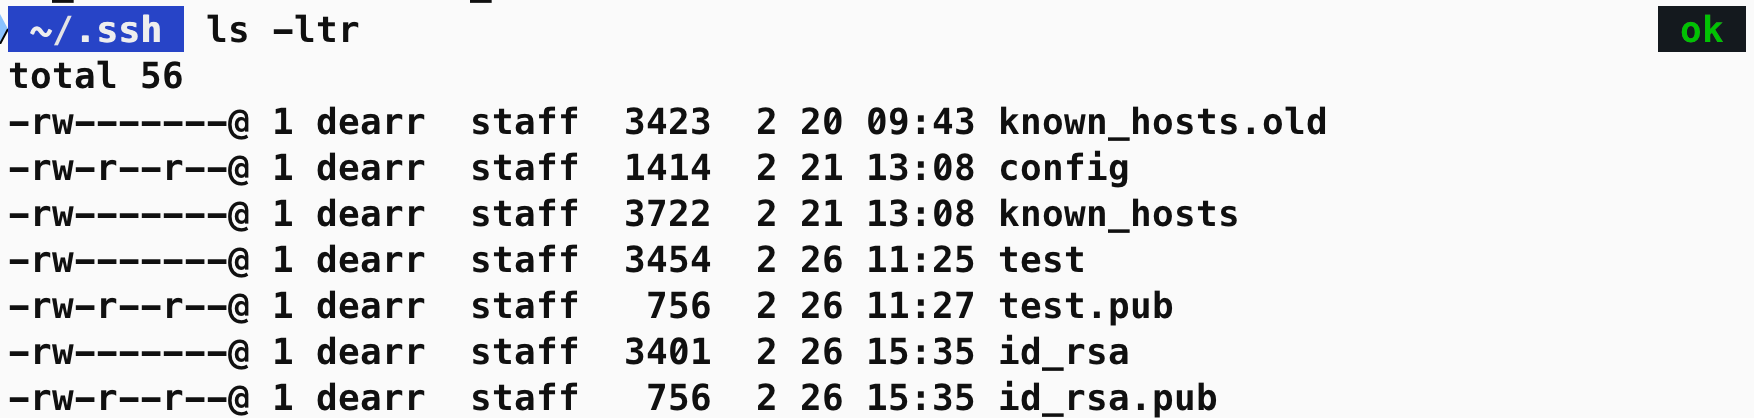 ~/.ssh ls -ltr ok
total 56
-rw-------@ 1 dearr  staff  3423  2 20 09:43 known_hosts.old
-rw-r--r--@ 1 dearr  staff  1414  2 21 13:08 config
-rw-------@ 1 dearr  staff  3722  2 21 13:08 known_hosts
-rw-------@ 1 dearr  staff  3454  2 26 11:25 test
-rw-r--r--@ 1 dearr  staff   756  2 26 11:27 test.pub
-rw-------@ 1 dearr  staff  3401  2 26 15:35 id_rsa
-rw-r--r--@ 1 dearr  staff   756  2 26 15:35 id_rsa.pub